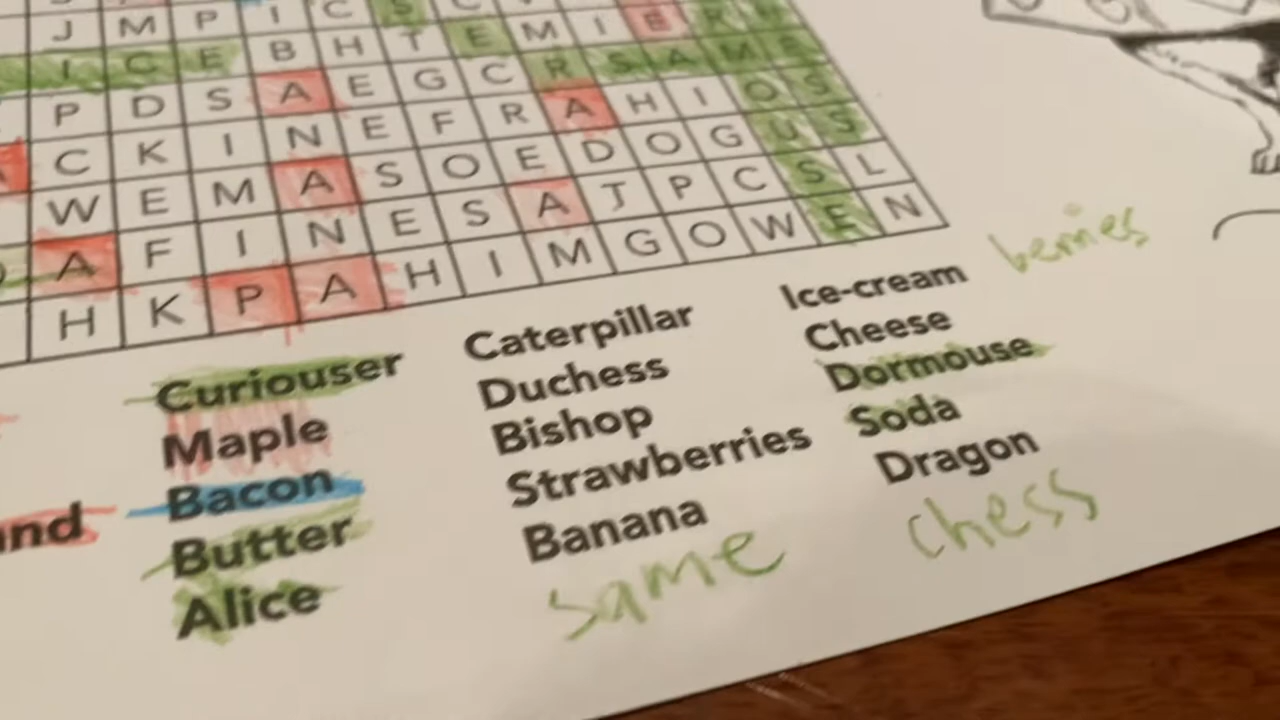 J M P I C S
I C E B H T E M I E R
P D S A E G C R S A M E
C K I N E F R A H I O S
W E M A S O E D O G U S
A F I N E S A T P C S L
H K P A H I M G O W E N
berries
Curiouser Caterpillar Ice-cream
Maple Duchess Cheese
Bacon Bishop Dormouse
Butter Strawberries Soda
Alice Banana Dragon
same chess